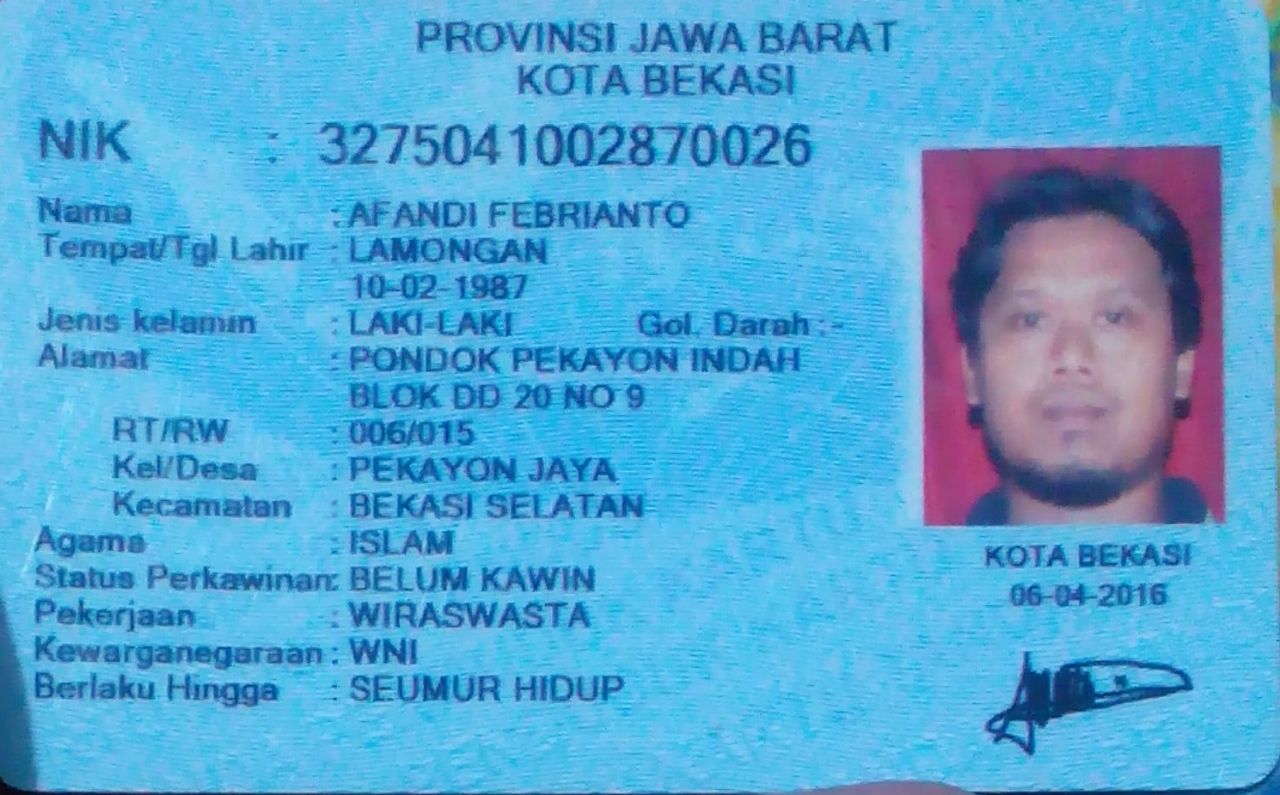 PROVINSI JAWA BARAT
KOTA BEKASI
NIK : 3275041002870026
Nama : AFANDI FEBRIANTO
Tempat/Tgl Lahir : LAMONGAN
10-02-1987
Jenis kelamin : LAKI-LAKI Gol. Darah :-
Alamat : PONDOK PEKAYON INDAH
BLOK DD 20 NO 9
RT/RW : 006/015
Kel/Desa : PEKAYON JAYA
Kecamatan : BEKASI SELATAN
Agama : ISLAM
Status Perkawinan: BELUM KAWIN
Pekerjaan : WIRASWASTA
Kewarganegaraan : WNI
Berlaku Hingga : SEUMUR HIDUP
KOTA BEKASI
06-04-2016